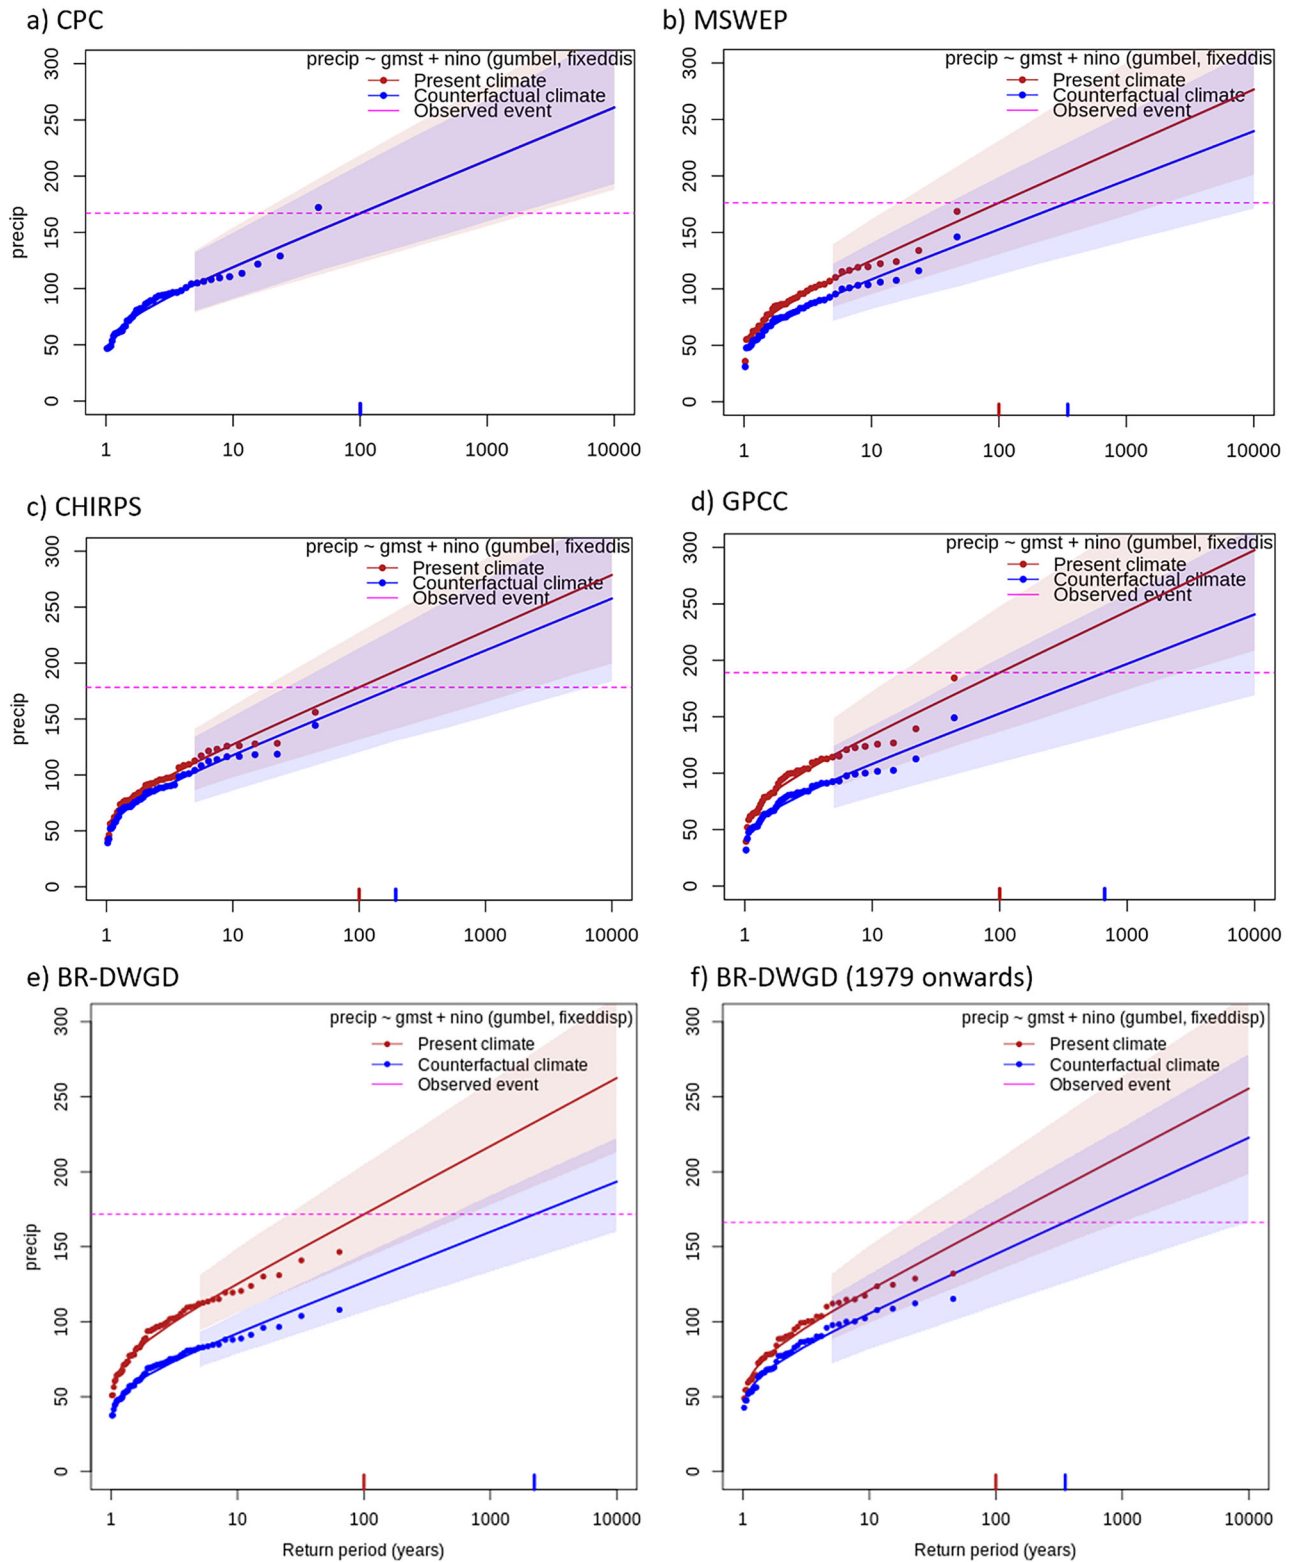 a) CPC
precip ~ gmst + nino (gumbel, fixeddis
Present climate
Counterfactual climate
Observed event
precip
0
50
100
150
200
250
300
1 10 100 1000 10000
b) MSWEP
precip ~ gmst + nino (gumbel, fixeddis
Present climate
Counterfactual climate
Observed event
0
50
100
150
200
250
300
1 10 100 1000 10000
c) CHIRPS
precip ~ gmst + nino (gumbel, fixeddis
Present climate
Counterfactual climate
Observed event
precip
0
50
100
150
200
250
300
1 10 100 1000 10000
d) GPCC
precip ~ gmst + nino (gumbel, fixeddis
Present climate
Counterfactual climate
Observed event
0
50
100
150
200
250
300
1 10 100 1000 10000
e) BR-DWGD
precip ~ gmst + nino (gumbel, fixeddisp)
Present climate
Counterfactual climate
Observed event
precip
0
50
100
150
200
250
300
1 10 100 1000 10000
Return period (years)
f) BR-DWGD (1979 onwards)
precip ~ gmst + nino (gumbel, fixeddisp)
Present climate
Counterfactual climate
Observed event
0
50
100
150
200
250
300
1 10 100 1000 10000
Return period (years)